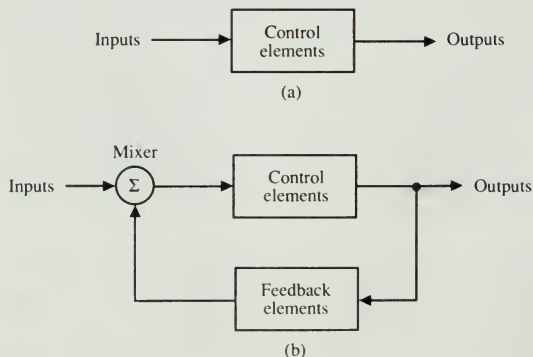 Inputs
Control
elements
Outputs
(a)
Mixer
Inputs
Σ
Control
elements
Outputs
Feedback
elements
(b)